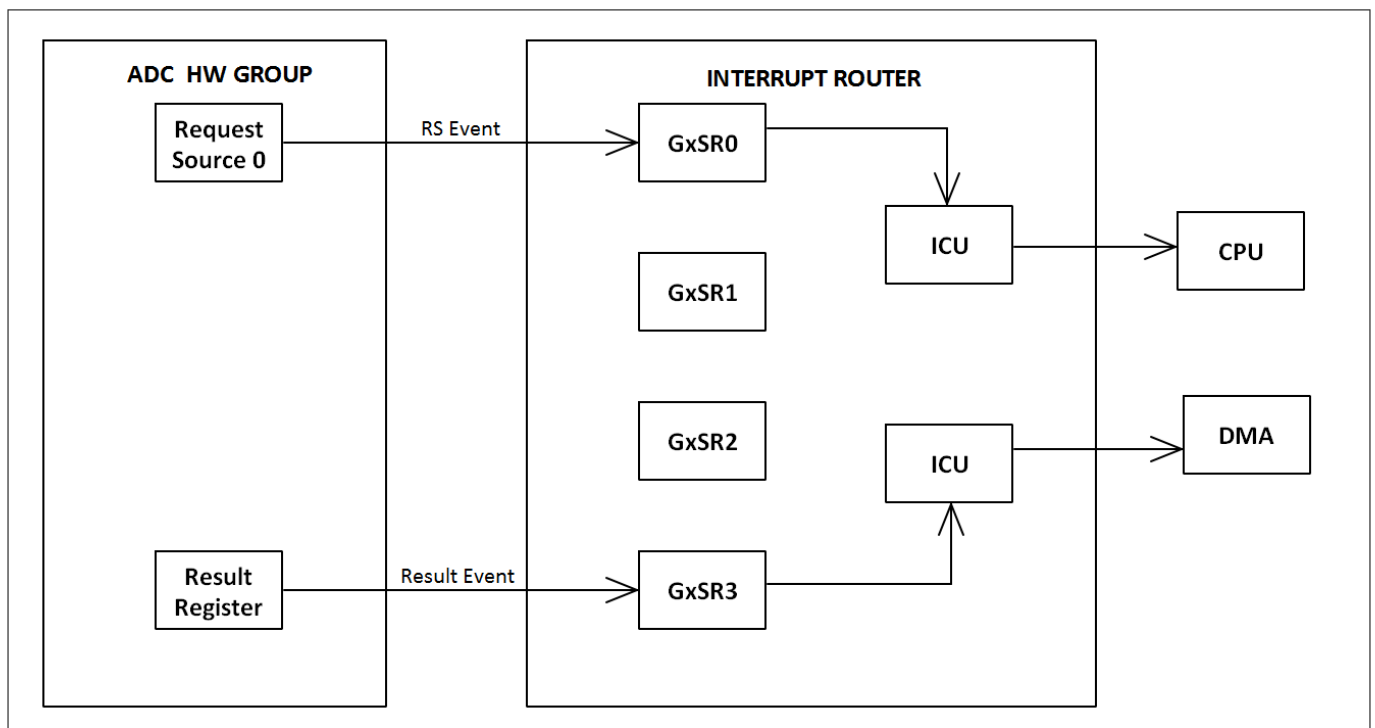 ADC HW GROUP
INTERRUPT ROUTER
Request
Source 0
RS Event
GxSR0
ICU
CPU
GxSR1
GxSR2
ICU
DMA
Result
Register
Result Event
GxSR3